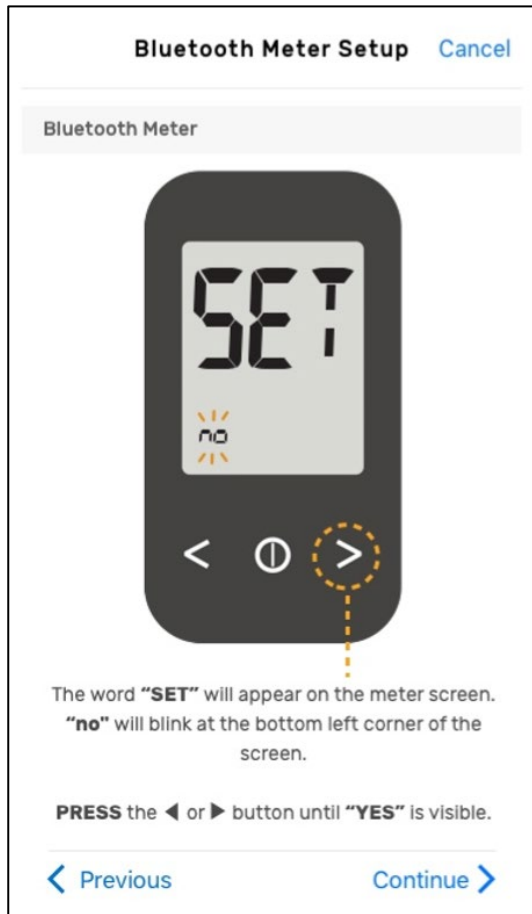 Bluetooth Meter Setup Cancel
Bluetooth Meter
SET
no
< >
The word “SET” will appear on the meter screen.
“no" will blink at the bottom left corner of the
screen.
PRESS the ◀ or ▶ button until “YES” is visible.
Previous Continue